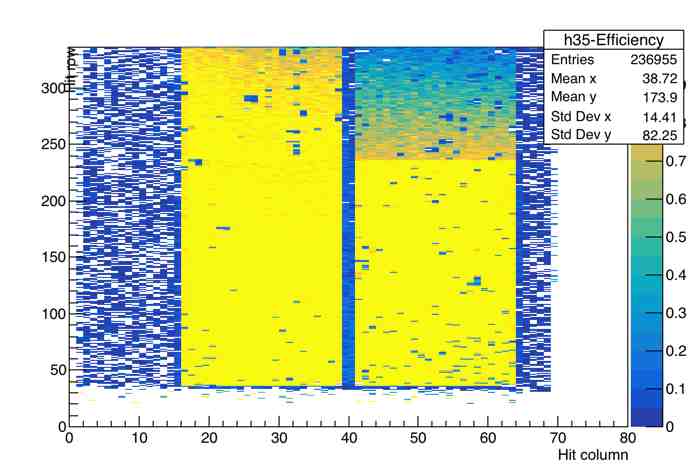 h35-Efficiency
Entries 236955
Mean x 38.72
Mean y 173.9
Std Dev x 14.41
Std Dev y 82.25
Hit row
300
250
200
150
100
50
0
0 10 20 30 40 50 60 70 80
Hit column
0.7
0.6
0.5
0.4
0.3
0.2
0.1
0